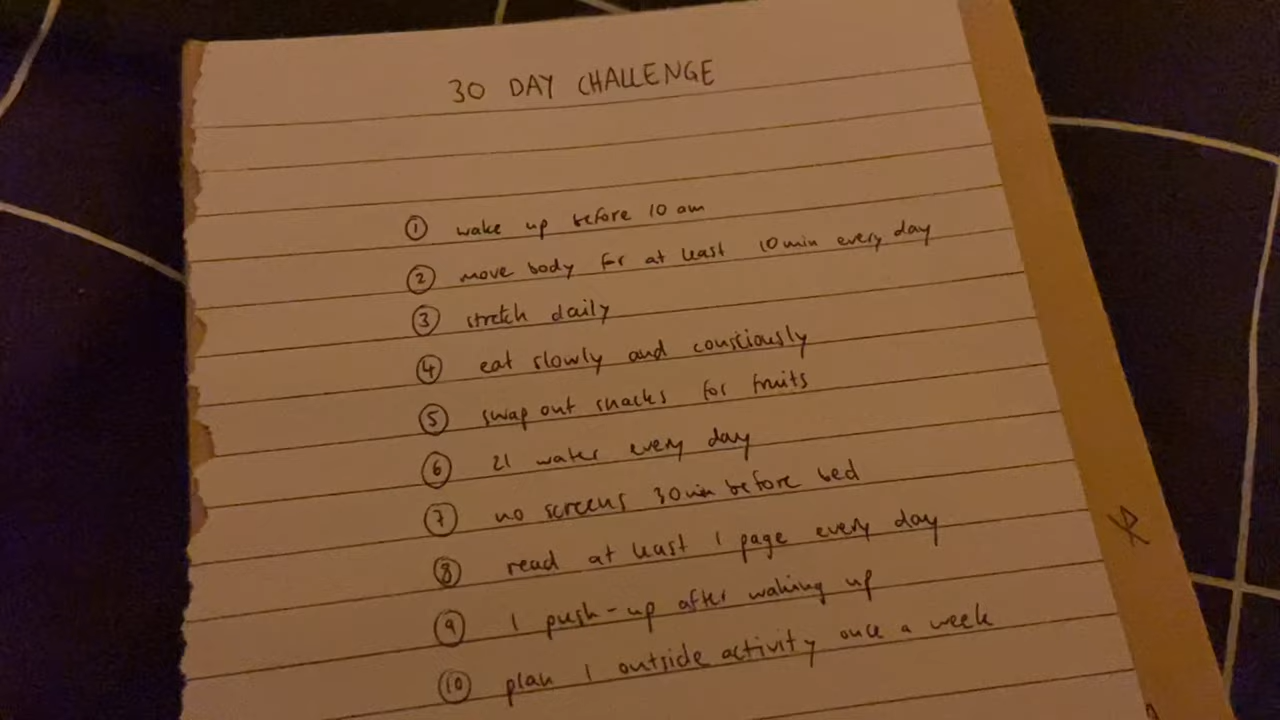 30 DAY CHALLENGE
① wake up before 10 am
② move body for at least 10 min every day
③ stretch daily
④ eat slowly and consciously
⑤ swap out snacks for fruits
⑥ 2l water every day
⑦ no screens 30 min before bed
⑧ read at least 1 page every day
⑨ 1 push-up after waking up
⑩ plan 1 outside activity once a week